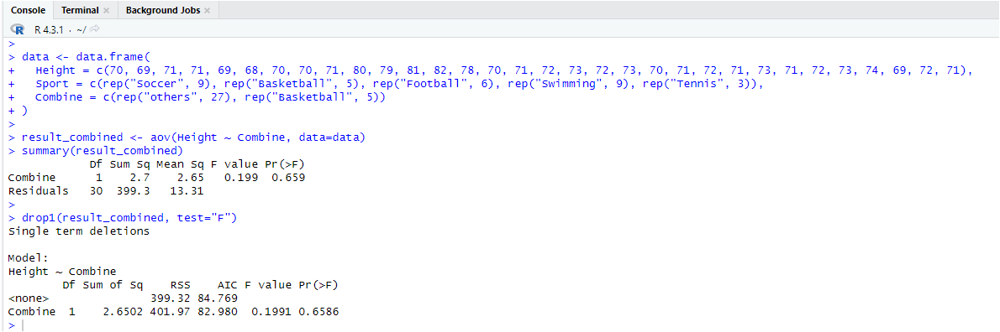 Console Terminal × Background Jobs ×
R 4.3.1 · ~/
>
> data <- data.frame(
+   Height = c(70, 69, 71, 71, 69, 68, 70, 70, 71, 80, 79, 81, 82, 78, 70, 71, 72, 73, 72, 73, 70, 71, 72, 71, 73, 71, 72, 73, 74, 69, 72, 71),
+   Sport = c(rep("Soccer", 9), rep("Basketball", 5), rep("Football", 6), rep("Swimming", 9), rep("Tennis", 3)),
+   Combine = c(rep("others", 27), rep("Basketball", 5))
+ )
>
> result_combined <- aov(Height ~ Combine, data=data)
> summary(result_combined)
            Df Sum Sq Mean Sq F value Pr(>F)
Combine      1    2.7    2.65   0.199  0.659
Residuals   30  399.3   13.31
>
> drop1(result_combined, test="F")
Single term deletions
Model:
Height ~ Combine
        Df Sum of Sq    RSS    AIC F value Pr(>F)
<none>               399.32 84.769
Combine  1    2.6502 401.97 82.980  0.1991 0.6586
>